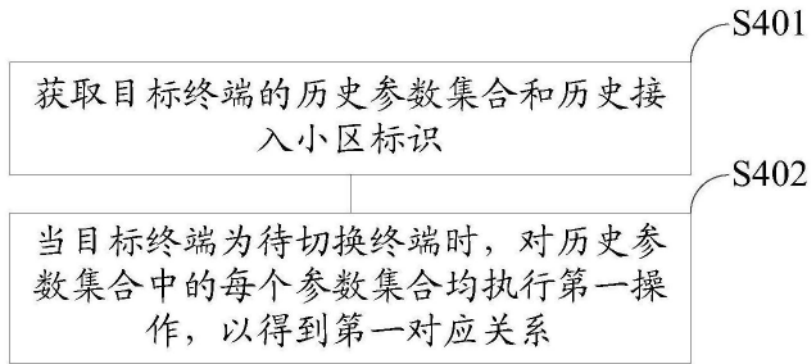 S401
获取目标终端的历史参数集合和历史接
入小区标识
S402
当目标终端为待切换终端时，对历史参
数集合中的每个参数集合均执行第一操
作，以得到第一对应关系